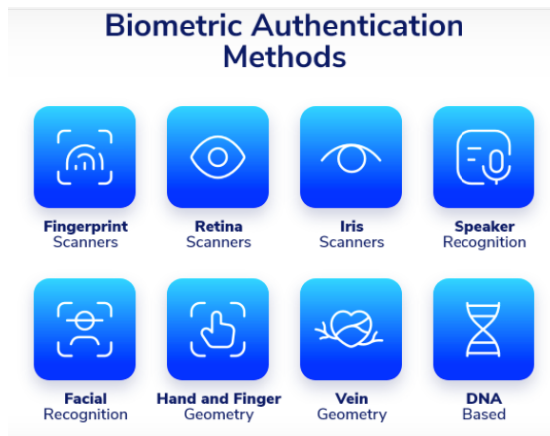 Biometric Authentication
Methods
Fingerprint
Scanners
Retina
Scanners
Iris
Scanners
Speaker
Recognition
Facial
Recognition
Hand and Finger
Geometry
Vein
Geometry
DNA
Based